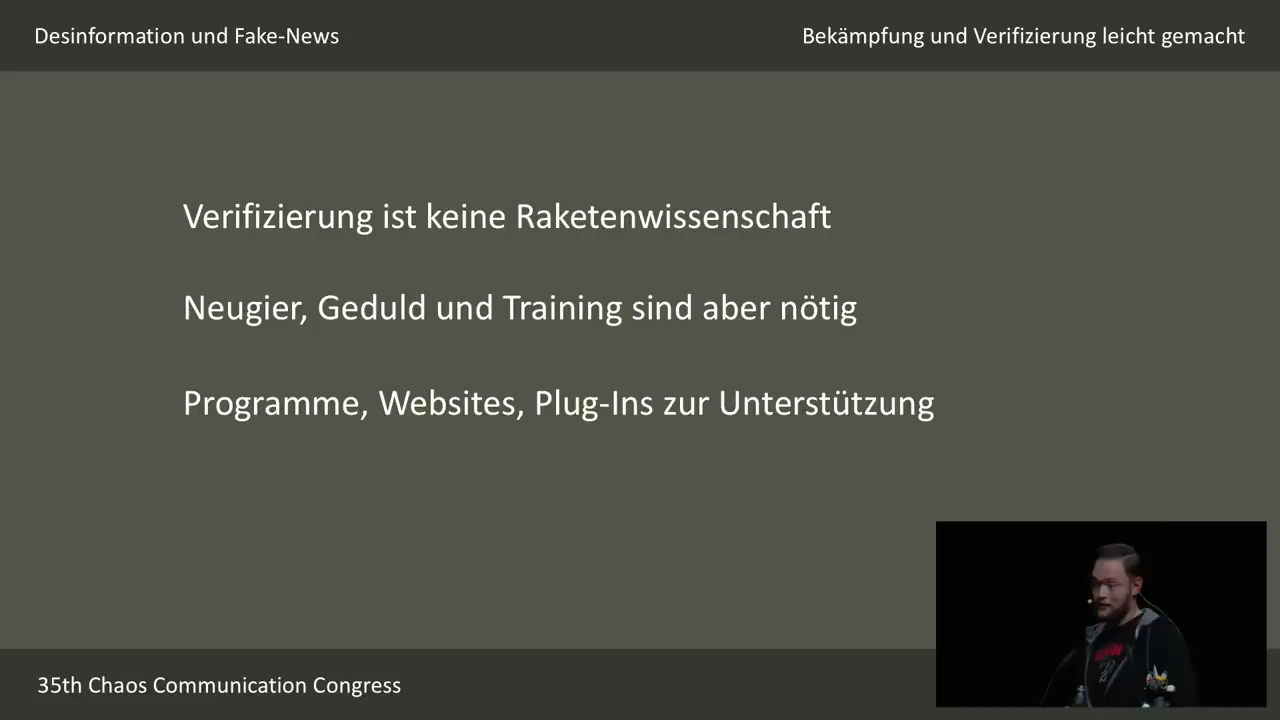 Desinformation und Fake-News
Bekämpfung und Verifizierung leicht gemacht
Verifizierung ist keine Raketenwissenschaft
Neugier, Geduld und Training sind aber nötig
Programme, Websites, Plug-Ins zur Unterstützung
35th Chaos Communication Congress